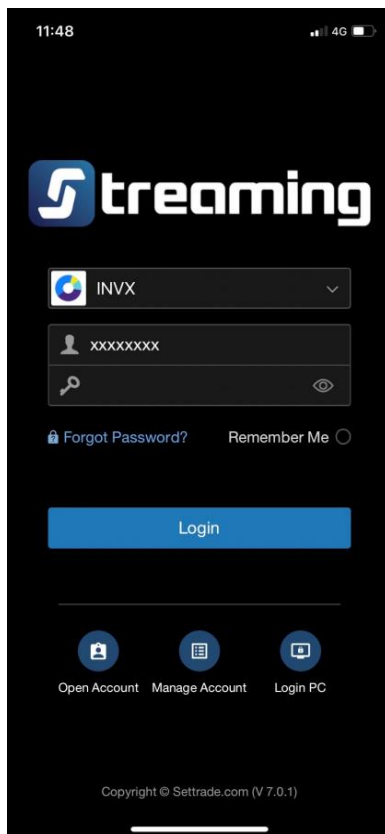 11:48 4G
Streaming
INVX
xxxxxxxx
Forgot Password? Remember Me
Login
Open Account Manage Account Login PC
Copyright © Settrade.com (V 7.0.1)